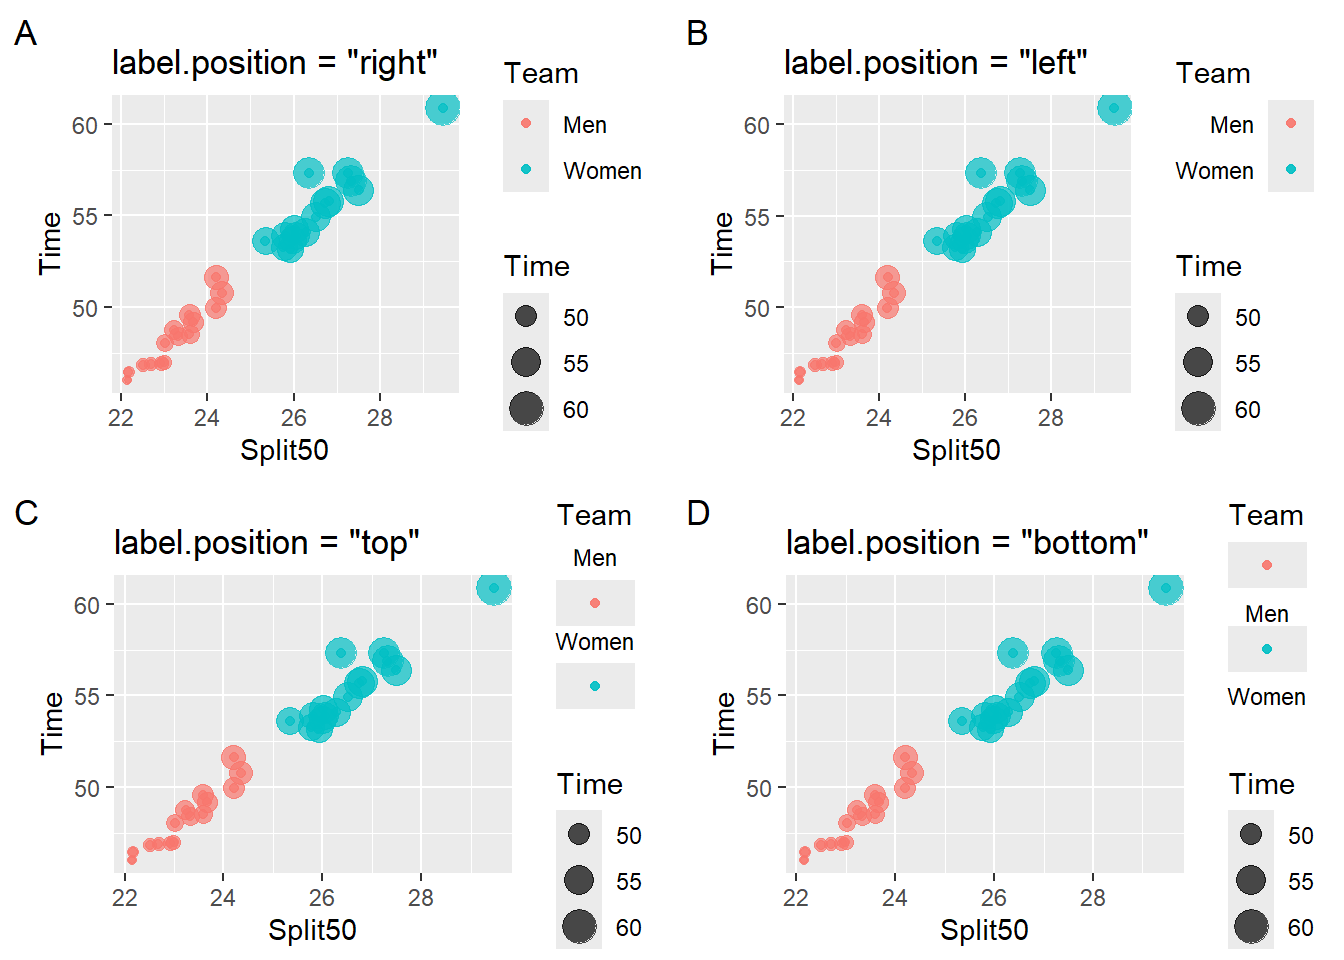 A
label.position = "right"
Time
60
55
50
22 24 26 28
Split50
Team
Men
Women
Time
50
55
60
B
label.position = "left"
Time
60
55
50
22 24 26 28
Split50
Team
Men
Women
Time
50
55
60
C
label.position = "top"
Time
60
55
50
22 24 26 28
Split50
Team
Men
Women
Time
50
55
60
D
label.position = "bottom"
Time
60
55
50
22 24 26 28
Split50
Team
Men
Women
Time
50
55
60